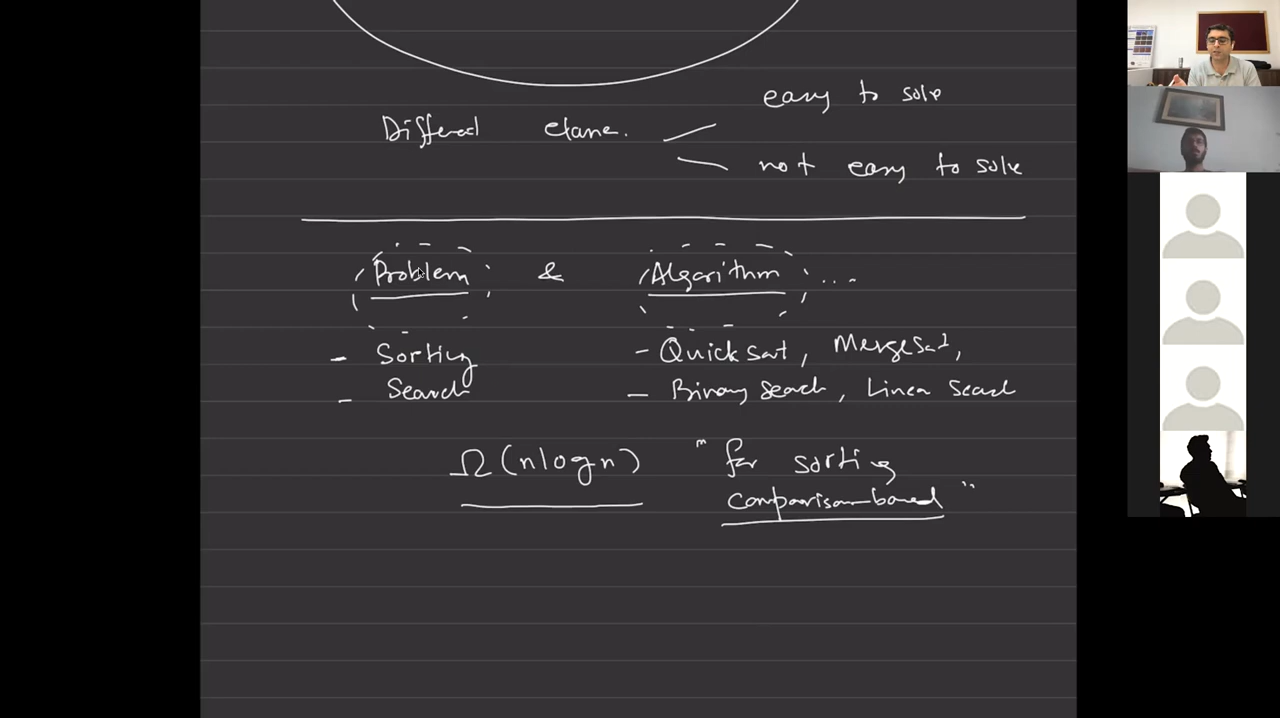 easy to solve
Different classes.
not easy to solve
Problem & Algorithm ...
- Sorting - Quicksort, MergeSort,
- Search - Binary Search, Linear Search
Ω(nlogn) "for sorting
comparison-based"